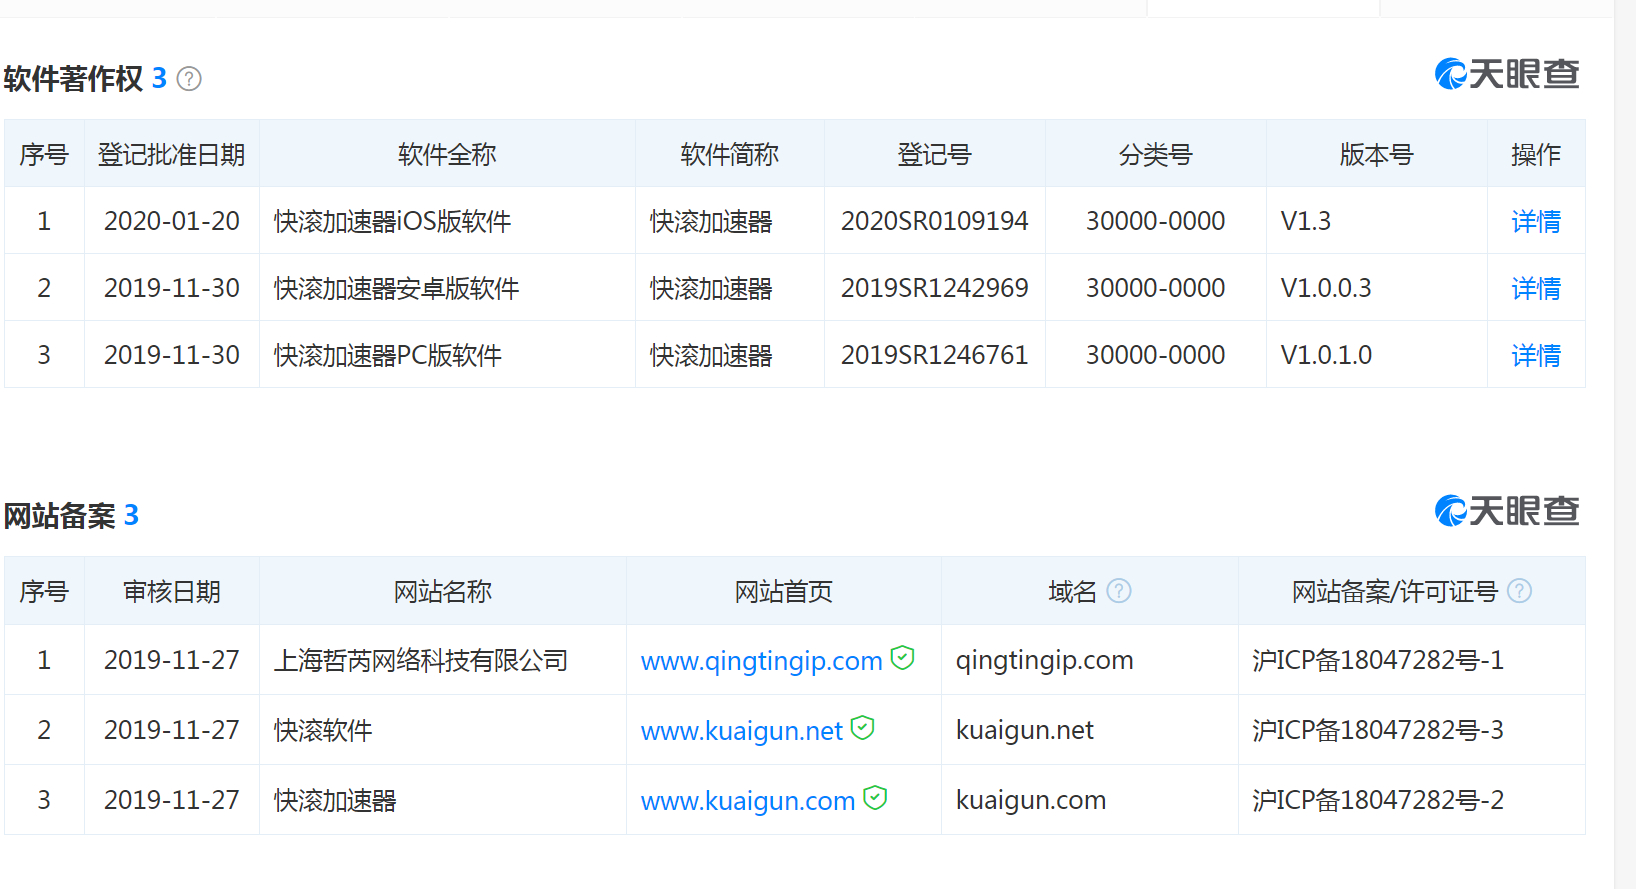 软件著作权 3 ?
天眼查
序号 登记批准日期 软件全称 软件简称 登记号 分类号 版本号 操作
1 2020-01-20 快滚加速器iOS版软件 快滚加速器 2020SR0109194 30000-0000 V1.3 详情
2 2019-11-30 快滚加速器安卓版软件 快滚加速器 2019SR1242969 30000-0000 V1.0.0.3 详情
3 2019-11-30 快滚加速器PC版软件 快滚加速器 2019SR1246761 30000-0000 V1.0.1.0 详情
网站备案 3
天眼查
序号 审核日期 网站名称 网站首页 域名 ? 网站备案/许可证号 ?
1 2019-11-27 上海哲芮网络科技有限公司 www.qingtingip.com qingtingip.com 沪ICP备18047282号-1
2 2019-11-27 快滚软件 www.kuaigun.net kuaigun.net 沪ICP备18047282号-3
3 2019-11-27 快滚加速器 www.kuaigun.com kuaigun.com 沪ICP备18047282号-2